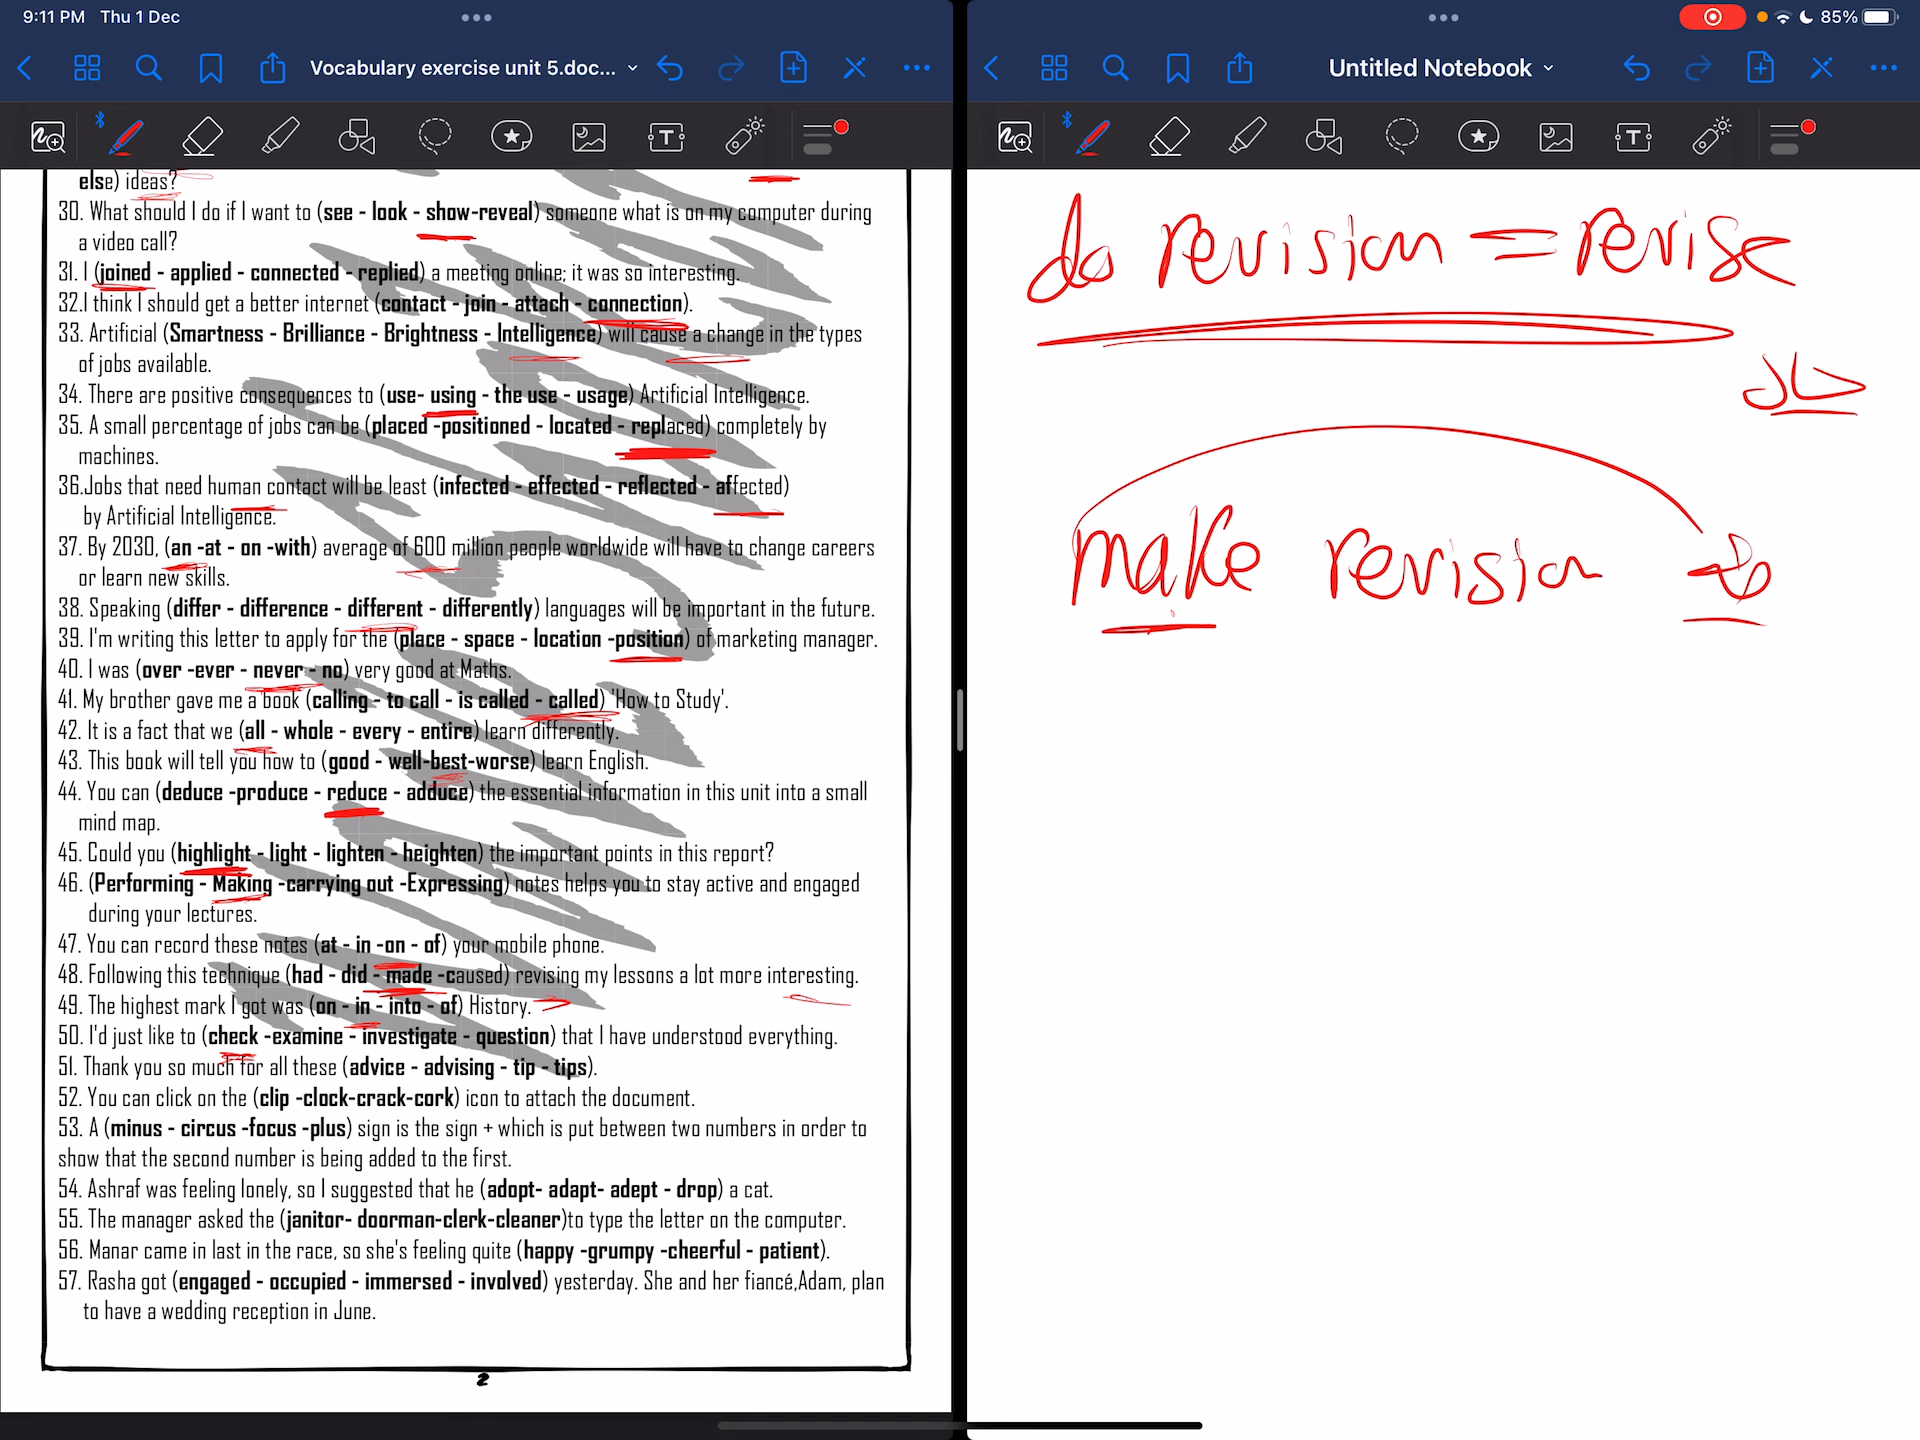 9:11 PM Thu 1 Dec
85%
Vocabulary exercise unit 5.doc...
Untitled Notebook
else) ideas?
30. What should I do if I want to (see - look - show-reveal) someone what is on my computer during
a video call?
31. I (joined - applied - connected - replied) a meeting online; it was so interesting.
32.I think I should get a better internet (contact - join - attach - connection).
33. Artificial (Smartness - Brilliance - Brightness - Intelligence) will cause a change in the types
of jobs available.
34. There are positive consequences to (use- using - the use - usage) Artificial Intelligence.
35. A small percentage of jobs can be (placed -positioned - located - replaced) completely by
machines.
36.Jobs that need human contact will be least (infected - effected - reflected - affected)
by Artificial Intelligence.
37. By 2030, (an -at - on -with) average of 600 million people worldwide will have to change careers
or learn new skills.
38. Speaking (differ - difference - different - differently) languages will be important in the future.
39. I'm writing this letter to apply for the (place - space - location -position) of marketing manager.
40. I was (over -ever - never - no) very good at Maths.
41. My brother gave me a book (calling - to call - is called - called) 'How to Study'.
42. It is a fact that we (all - whole - every - entire) learn differently.
43. This book will tell you how to (good - well-best-worse) learn English.
44. You can (deduce -produce - reduce - adduce) the essential information in this unit into a small
mind map.
45. Could you (highlight - light - lighten - heighten) the important points in this report?
46. (Performing - Making -carrying out -Expressing) notes helps you to stay active and engaged
during your lectures.
47. You can record these notes (at - in -on - of) your mobile phone.
48. Following this technique (had - did - made -caused) revising my lessons a lot more interesting.
49. The highest mark I got was (on - in - into - of) History.
50. I'd just like to (check -examine - investigate - question) that I have understood everything.
51. Thank you so much for all these (advice - advising - tip - tips).
52. You can click on the (clip -clock-crack-cork) icon to attach the document.
53. A (minus - circus -focus -plus) sign is the sign + which is put between two numbers in order to
show that the second number is being added to the first.
54. Ashraf was feeling lonely, so I suggested that he (adopt- adapt- adept - drop) a cat.
55. The manager asked the (janitor- doorman-clerk-cleaner)to type the letter on the computer.
56. Manar came in last in the race, so she's feeling quite (happy -grumpy -cheerful - patient).
57. Rasha got (engaged - occupied - immersed - involved) yesterday. She and her fiancé,Adam, plan
to have a wedding reception in June.
2
do revision = revise
make revision